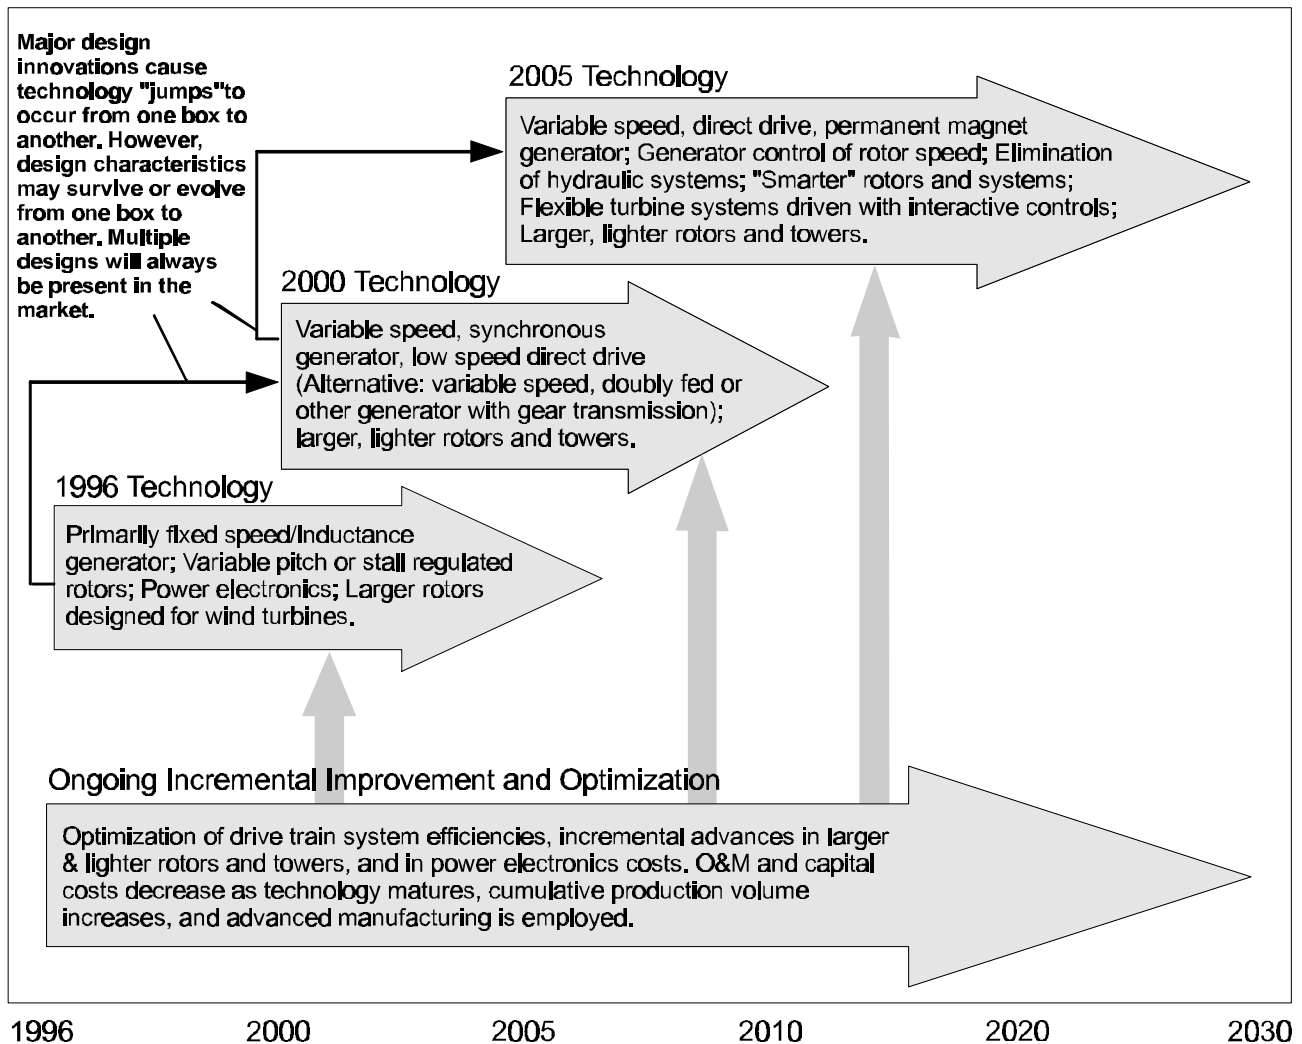 Major design
innovations cause
technology "jumps"to
occur from one box to
another. However,
design characteristics
may survive or evolve
from one box to
another. Multiple
designs will always
be present in the
market.
2005 Technology
Variable speed, direct drive, permanent magnet
generator; Generator control of rotor speed; Elimination
of hydraulic systems; "Smarter" rotors and systems;
Flexible turbine systems driven with interactive controls;
Larger, lighter rotors and towers.
2000 Technology
Variable speed, synchronous
generator, low speed direct drive
(Alternative: variable speed, doubly fed or
other generator with gear transmission);
larger, lighter rotors and towers.
1996 Technology
Primarily fixed speed/Inductance
generator; Variable pitch or stall regulated
rotors; Power electronics; Larger rotors
designed for wind turbines.
Ongoing Incremental Improvement and Optimization
Optimization of drive train system efficiencies, incremental advances in larger
& lighter rotors and towers, and in power electronics costs. O&M and capital
costs decrease as technology matures, cumulative production volume
increases, and advanced manufacturing is employed.
1996 2000 2005 2010 2020 2030